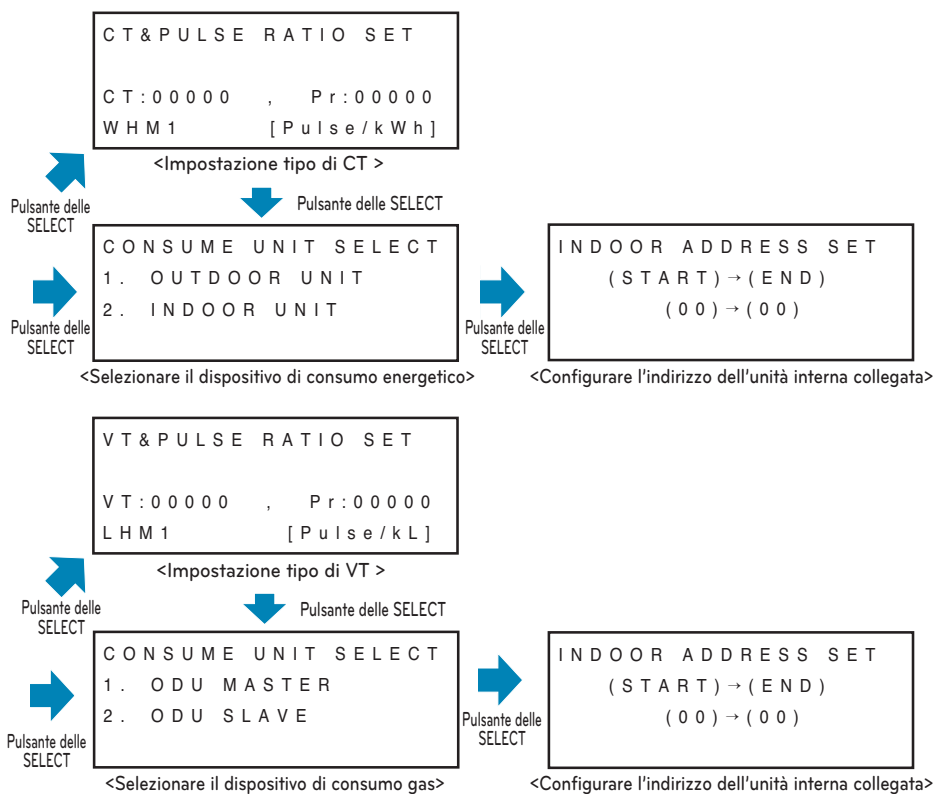 CT&PULSE RATIO SET
CT:00000 , Pr:00000
WHM1 [Pulse/kWh]
<Impostazione tipo di CT >
Pulsante delle
SELECT
Pulsante delle SELECT
CONSUME UNIT SELECT
1. OUTDOOR UNIT
2. INDOOR UNIT
Pulsante delle
SELECT
<Selezionare il dispositivo di consumo energetico>
Pulsante delle
SELECT
INDOOR ADDRESS SET
(START)→(END)
(00)→(00)
<Configurare l'indirizzo dell'unità interna collegata>
VT&PULSE RATIO SET
VT:00000 , Pr:00000
LHM1 [Pulse/kL]
<Impostazione tipo di VT >
Pulsante delle
SELECT
Pulsante delle SELECT
CONSUME UNIT SELECT
1. ODU MASTER
2. ODU SLAVE
Pulsante delle
SELECT
<Selezionare il dispositivo di consumo gas>
Pulsante delle
SELECT
INDOOR ADDRESS SET
(START)→(END)
(00)→(00)
<Configurare l'indirizzo dell'unità interna collegata>